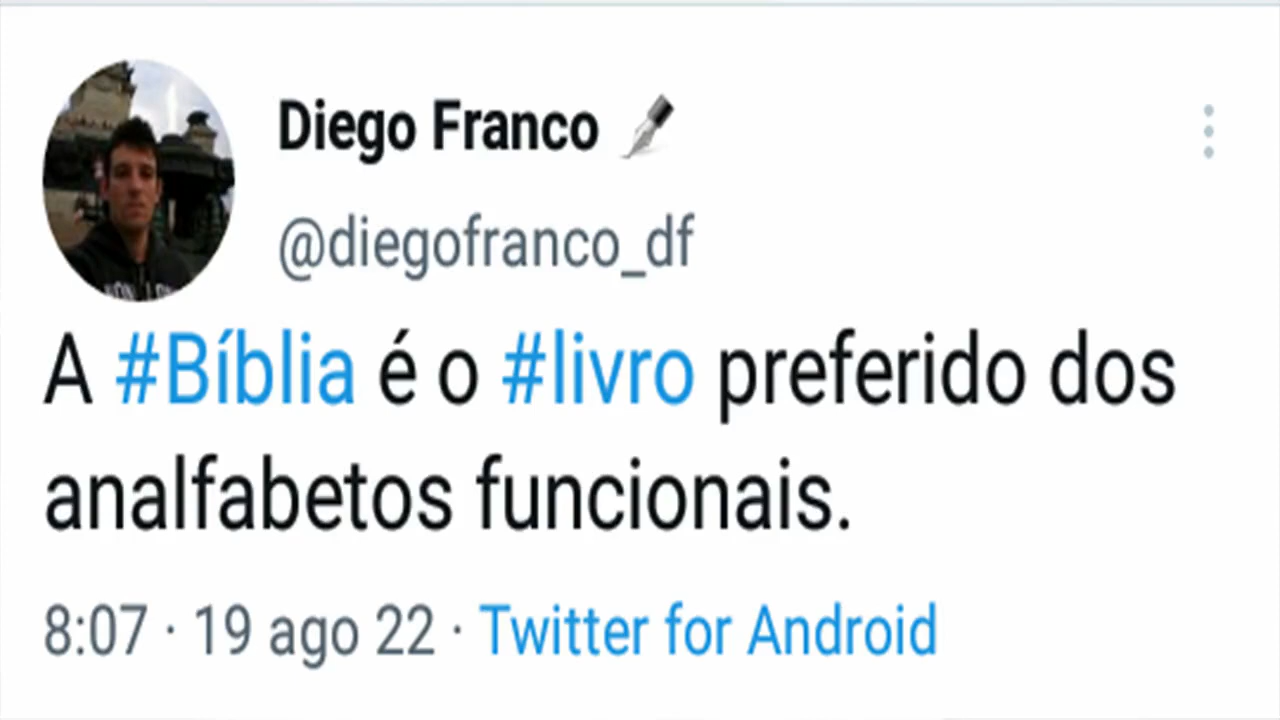 Diego Franco
@diegofranco_df
A #Bíblia é o #livro preferido dos
analfabetos funcionais.
8:07 · 19 ago 22 · Twitter for Android